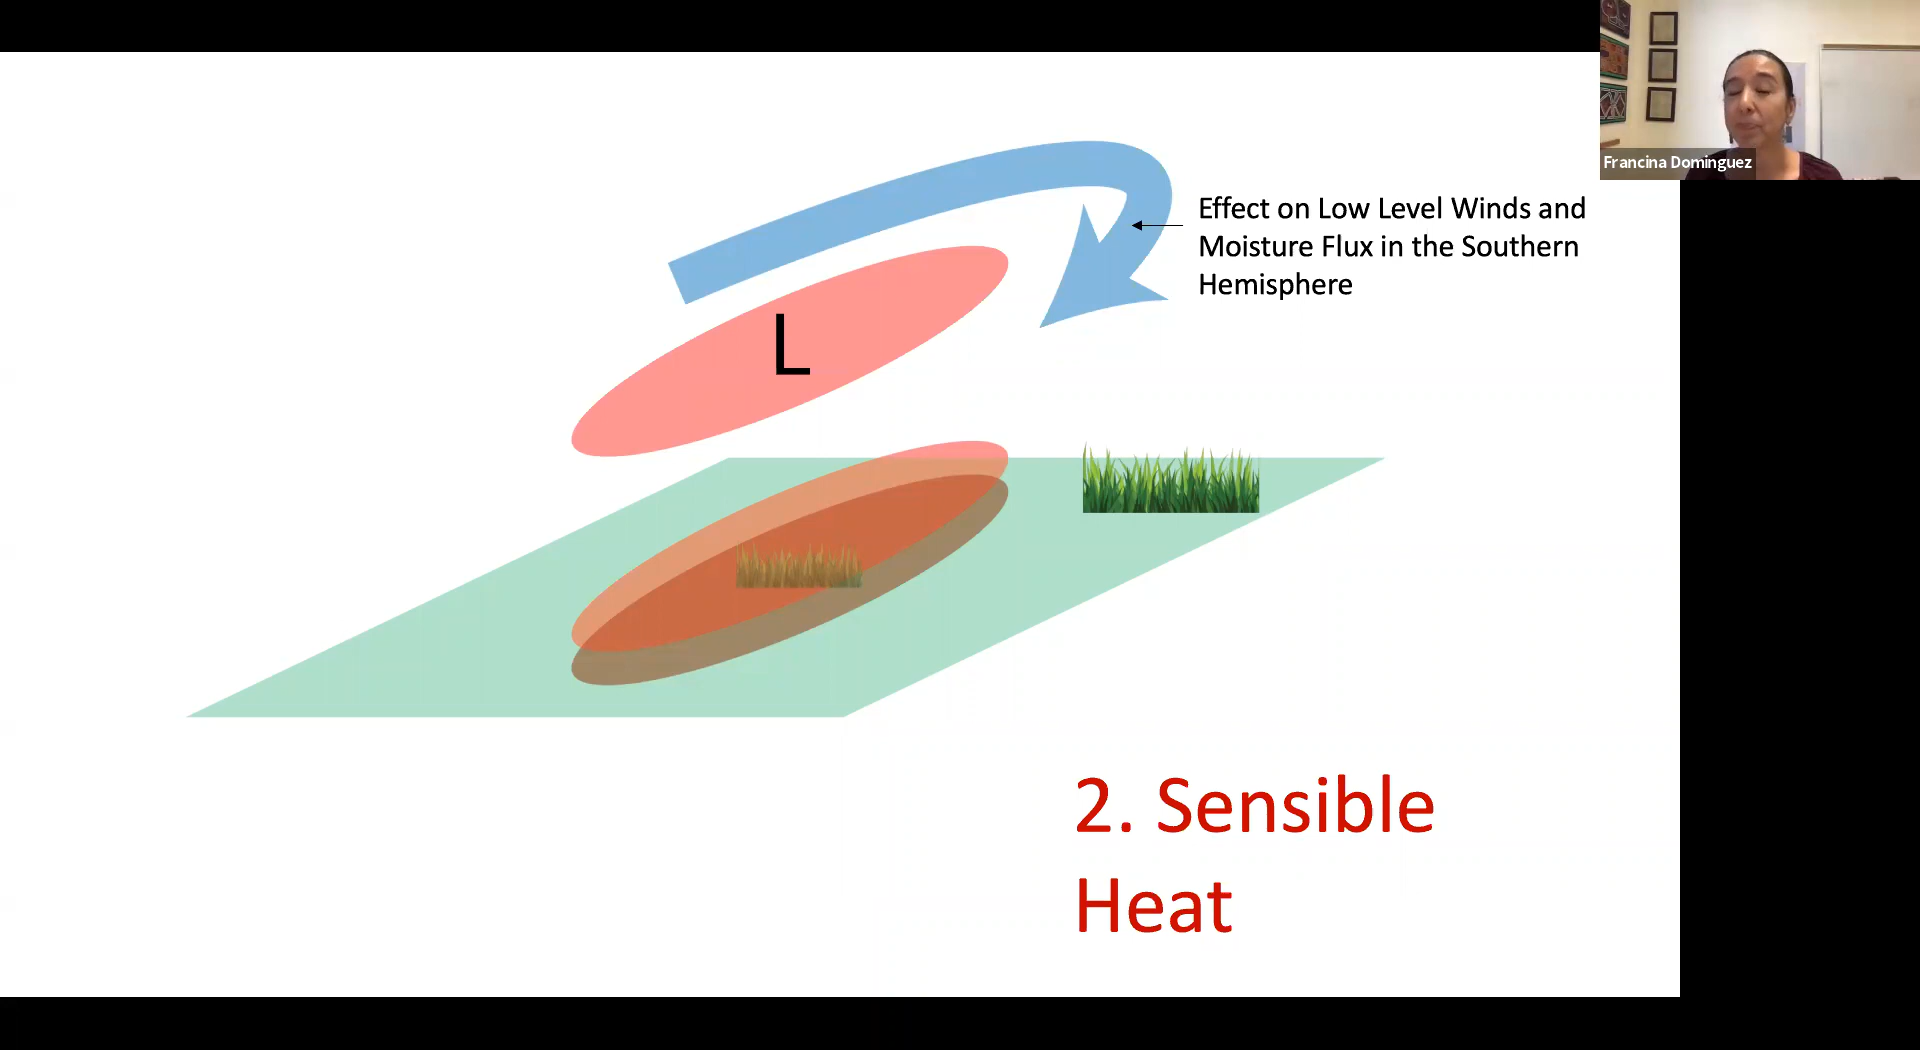 Francina Dominguez
Effect on Low Level Winds and
Moisture Flux in the Southern
Hemisphere
L
2. Sensible
Heat